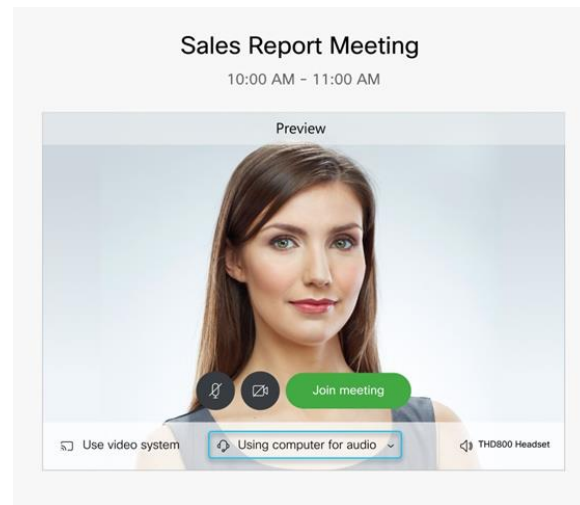 Sales Report Meeting
10:00 AM - 11:00 AM
Preview
Join meeting
Use video system
Using computer for audio
THD800 Headset